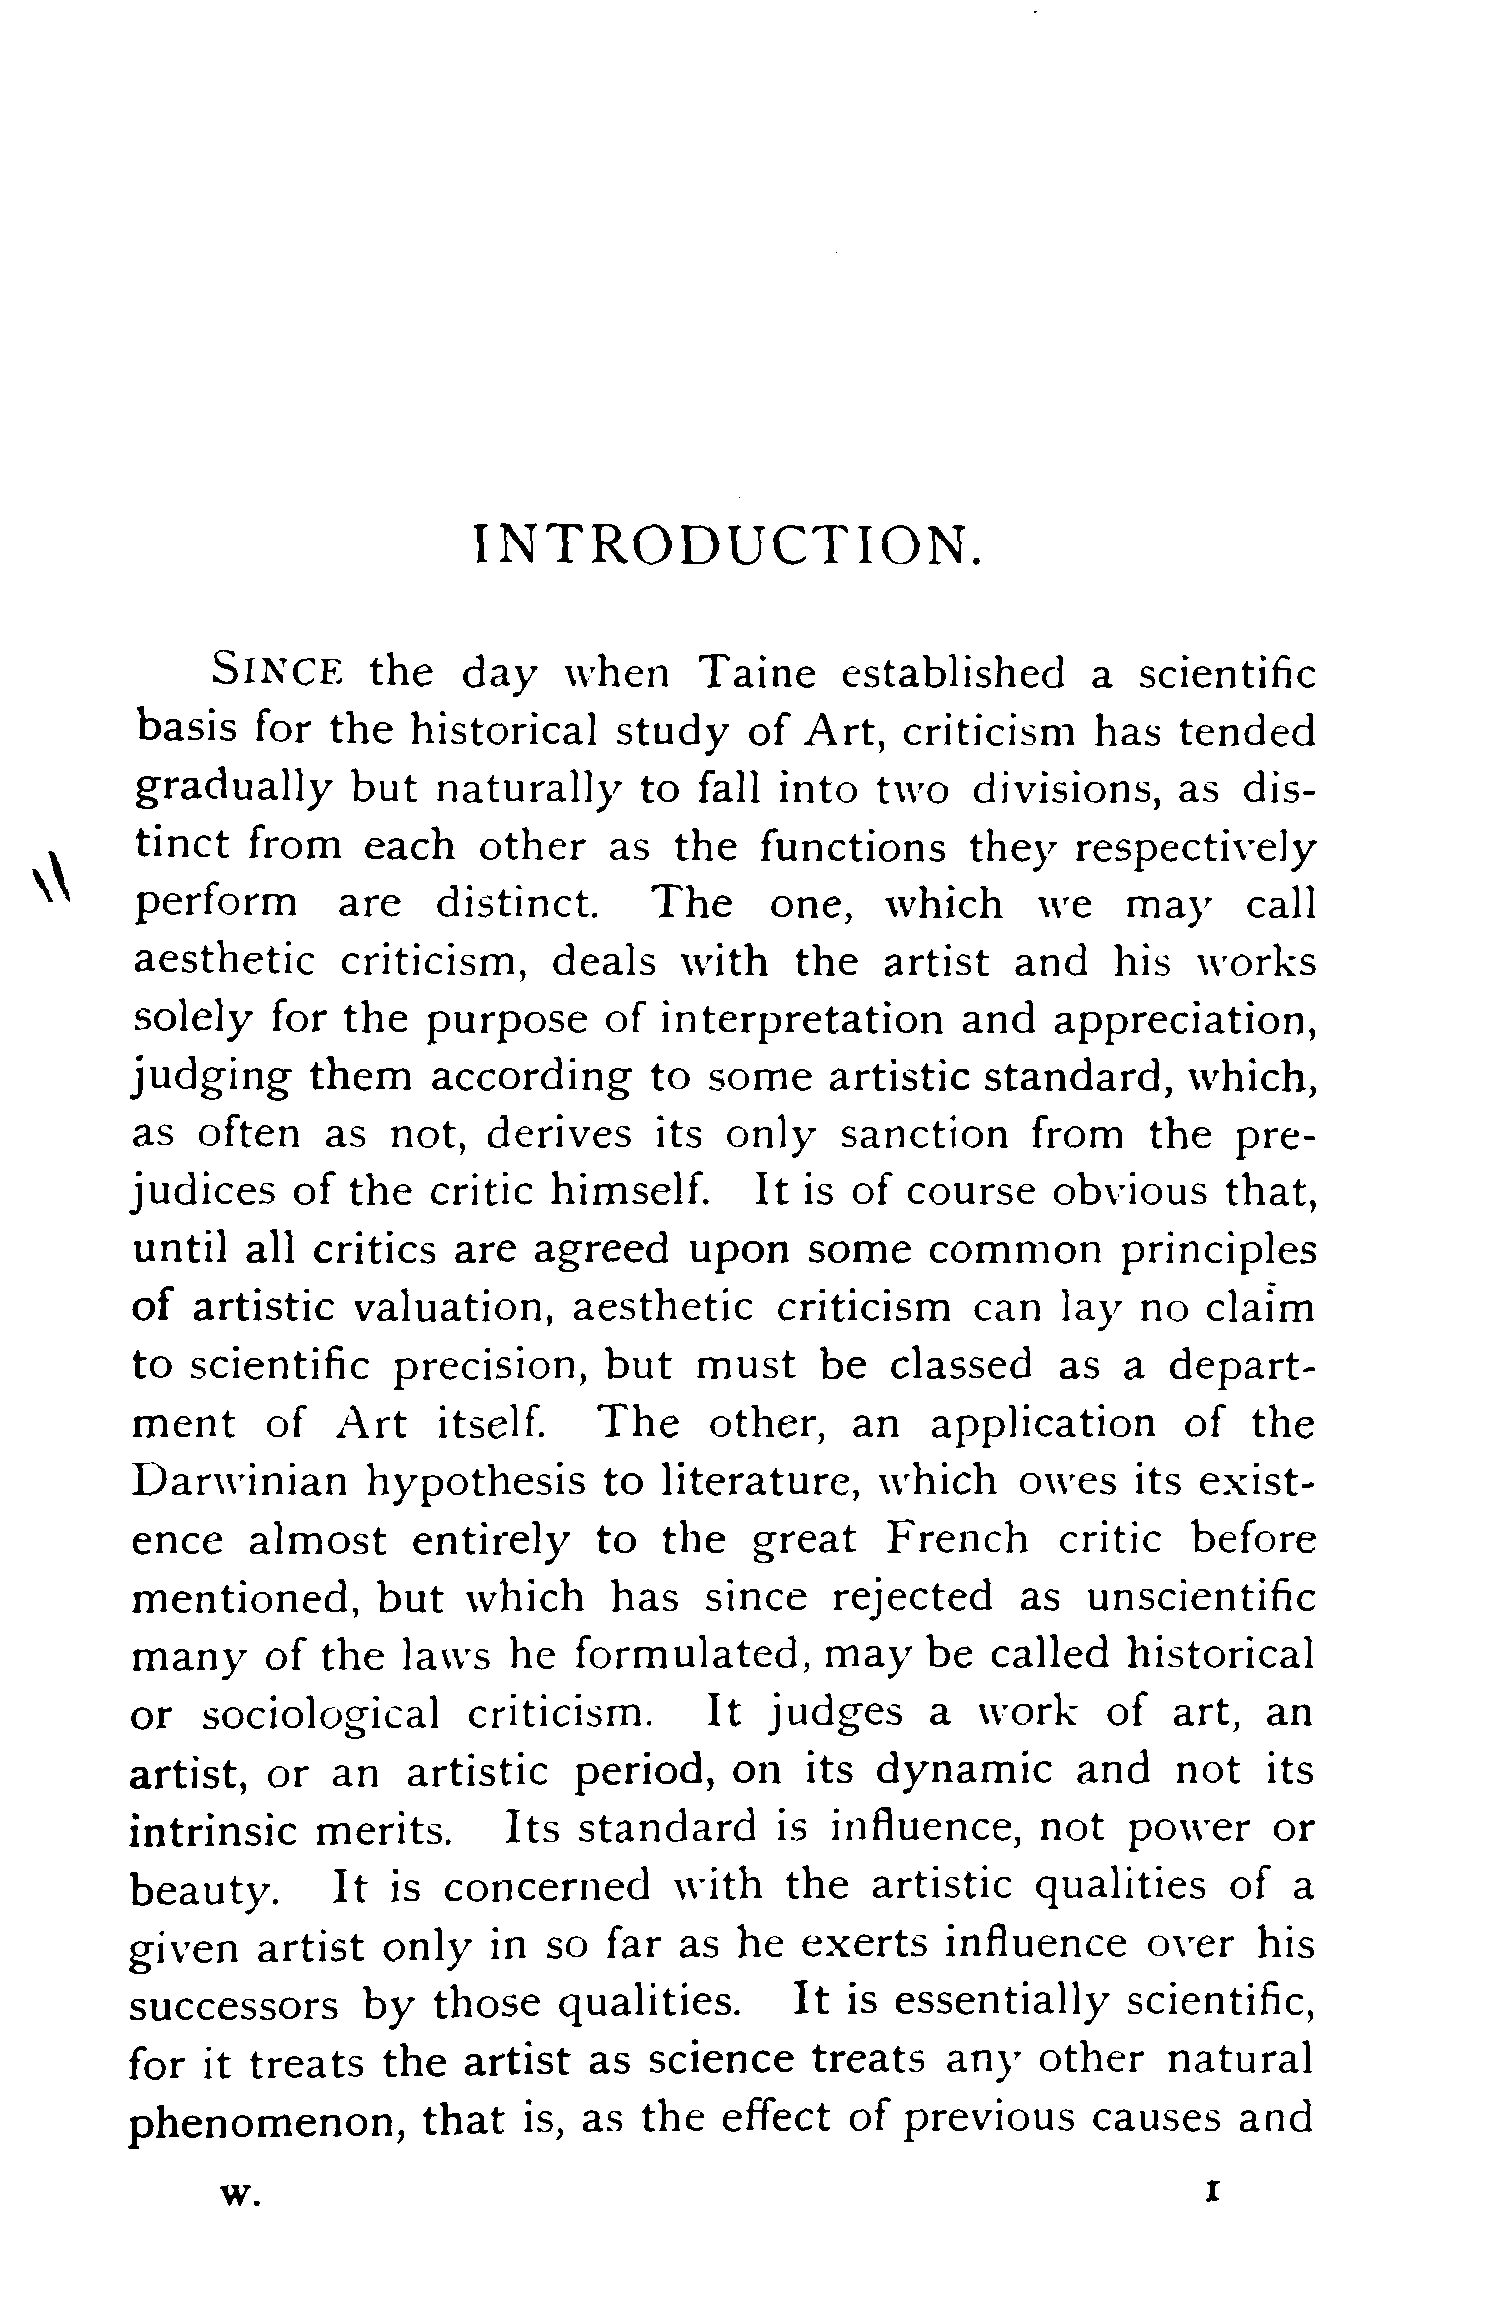 INTRODUCTION.
SINCE the day when Taine established a scientific
basis for the historical study of Art, criticism has tended
gradually but naturally to fall into two divisions, as dis-
tinct from each other as the functions they respectively
perform are distinct. The one, which we may call
aesthetic criticism, deals with the artist and his works
solely for the purpose of interpretation and appreciation,
judging them according to some artistic standard, which,
as often as not, derives its only sanction from the pre-
judices of the critic himself. It is of course obvious that,
until all critics are agreed upon some common principles
of artistic valuation, aesthetic criticism can lay no claim
to scientific precision, but must be classed as a depart-
ment of Art itself. The other, an application of the
Darwinian hypothesis to literature, which owes its exist-
ence almost entirely to the great French critic before
mentioned, but which has since rejected as unscientific
many of the laws he formulated, may be called historical
or sociological criticism. It judges a work of art, an
artist, or an artistic period, on its dynamic and not its
intrinsic merits. Its standard is influence, not power or
beauty. It is concerned with the artistic qualities of a
given artist only in so far as he exerts influence over his
successors by those qualities. It is essentially scientific,
for it treats the artist as science treats any other natural
phenomenon, that is, as the effect of previous causes and
W. 1